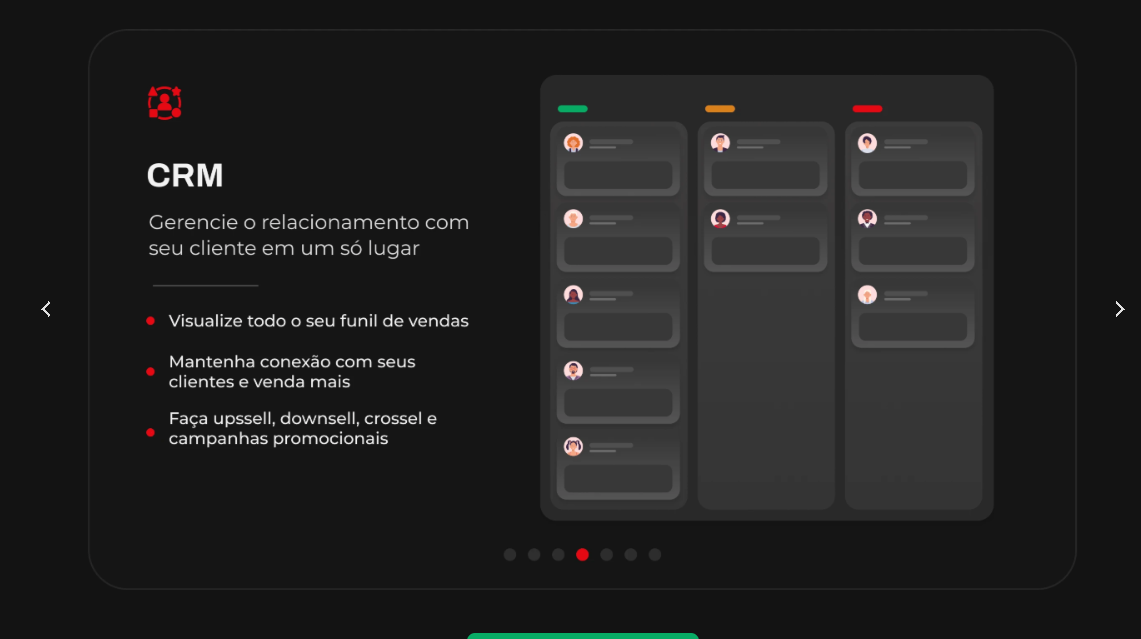 CRM
Gerencie o relacionamento com
seu cliente em um só lugar
Visualize todo o seu funil de vendas
Mantenha conexão com seus
clientes e venda mais
Faça upssell, downsell, crossel e
campanhas promocionais